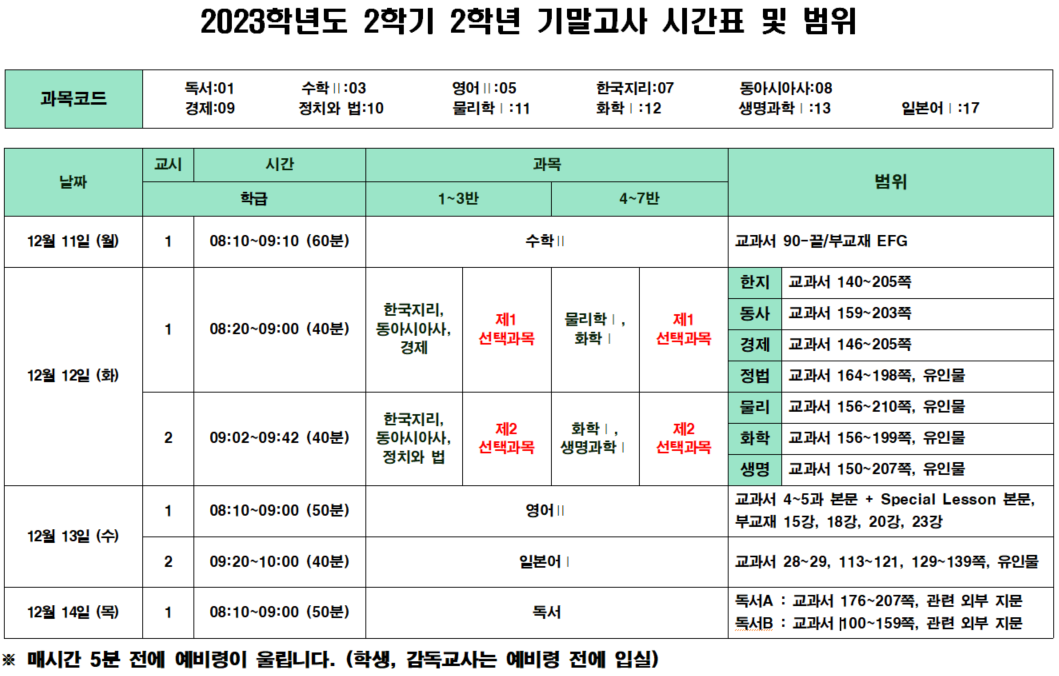 2023학년도 2학기 2학년 기말고사 시간표 및 범위
과목코드
독서:01 수학Ⅱ:03 영어Ⅱ:05 한국지리:07 동아시아사:08
경제:09 정치와 법:10 물리학Ⅰ:11 화학Ⅰ:12 생명과학Ⅰ:13 일본어Ⅰ:17
날짜 교시 시간 과목 범위
학급 1~3반 4~7반
12월 11일 (월) 1 08:10~09:10 (60분) 수학Ⅱ 교과서 90-끝/부교재 EFG
12월 12일 (화)
1 08:20~09:00 (40분)
한국지리,
동아시아사,
경제
제1
선택과목
물리학Ⅰ,
화학Ⅰ
제1
선택과목
2 09:02~09:42 (40분)
한국지리,
동아시아사,
정치와 법
제2
선택과목
화학Ⅰ,
생명과학Ⅰ
제2
선택과목
한지 교과서 140~205쪽
동사 교과서 159~203쪽
경제 교과서 146~205쪽
정법 교과서 164~198쪽, 유인물
물리 교과서 156~210쪽, 유인물
화학 교과서 156~199쪽, 유인물
생명 교과서 150~207쪽, 유인물
12월 13일 (수)
1 08:10~09:00 (50분) 영어Ⅱ
교과서 4~5과 본문 + Special Lesson 본문,
부교재 15강, 18강, 20강, 23강
2 09:20~10:00 (40분) 일본어Ⅰ 교과서 28~29, 113~121, 129~139쪽, 유인물
12월 14일 (목) 1 08:10~09:00 (50분) 독서
독서A : 교과서 176~207쪽, 관련 외부 지문
독서B : 교과서 100~159쪽, 관련 외부 지문
※ 매시간 5분 전에 예비령이 울립니다. (학생, 감독교사는 예비령 전에 입실)